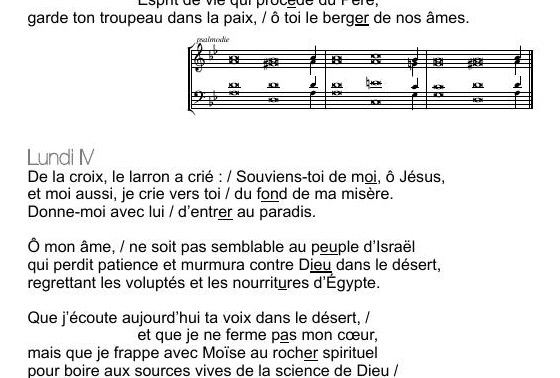 Esprit de vie qui procède du Père,
garde ton troupeau dans la paix, / ô toi le berger de nos âmes.
psalmodie
Lundi IV
De la croix, le larron a crié : / Souviens-toi de moi, ô Jésus,
et moi aussi, je crie vers toi / du fond de ma misère.
Donne-moi avec lui / d’entrer au paradis.
Ô mon âme, / ne soit pas semblable au peuple d’Israël
qui perdit patience et murmura contre Dieu dans le désert,
regrettant les voluptés et les nourritures d’Égypte.
Que j’écoute aujourd’hui ta voix dans le désert, /
et que je ne ferme pas mon cœur,
mais que je frappe avec Moïse au rocher spirituel
pour boire aux sources vives de la science de Dieu /